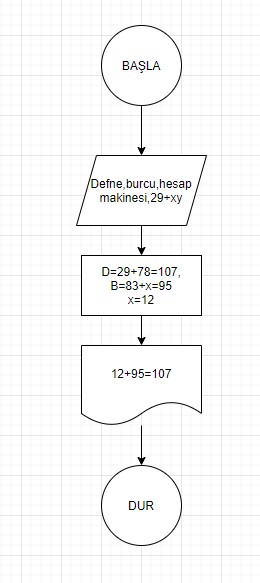 BAŞLA
Defne,burcu,hesap
makinesi,29+xy
D=29+78=107,
B=83+x=95
x=12
12+95=107
DUR